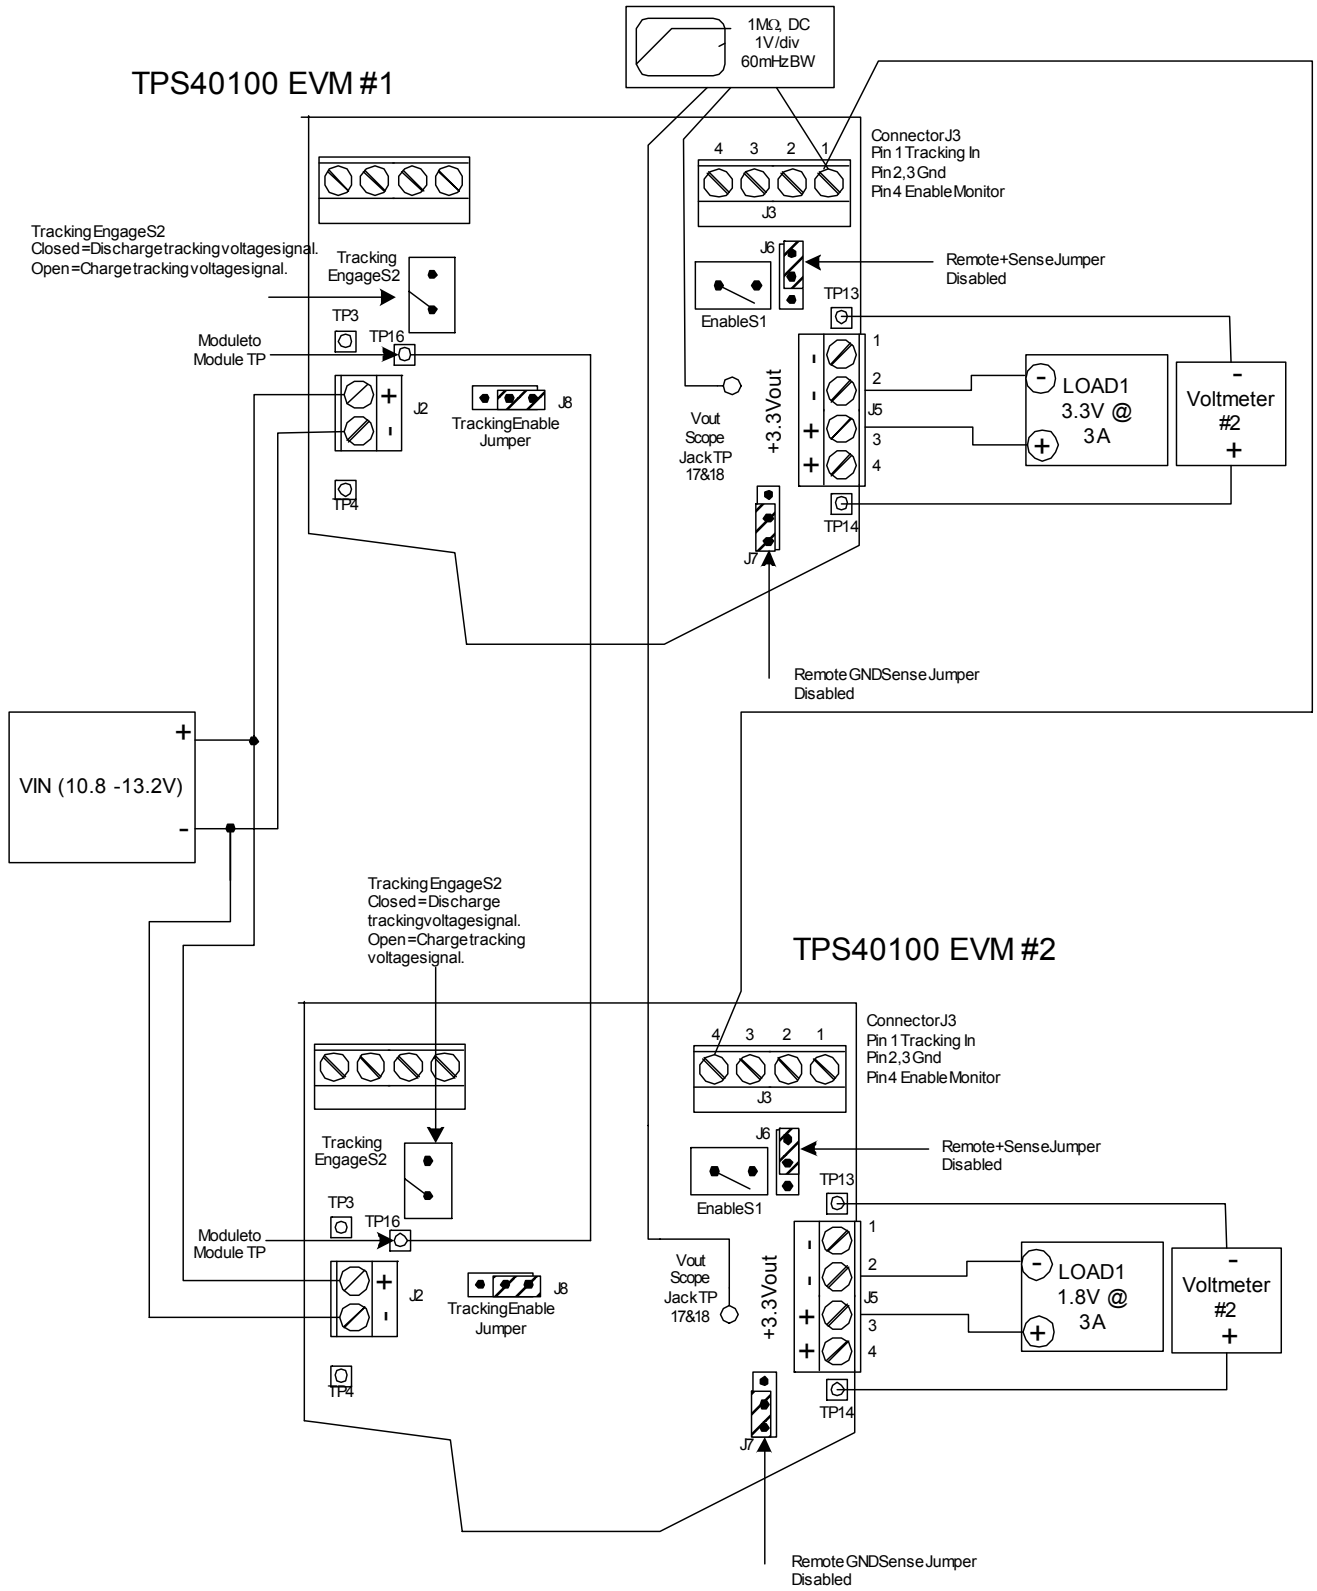 1MΩ, DC
1V/div
60mHzBW
TPS40100 EVM #1
4 3 2 1
J3
Connector J3
Pin 1 Tracking In
Pin 2, 3 Gnd
Pin 4 Enable Monitor
Tracking Engage S2
Closed = Discharge tracking voltage signal.
Open = Charge tracking voltage signal.
Tracking
Engage S2
J6
Remote + Sense Jumper
Disabled
Enable S1
TP13
TP3
TP16
Module to
Module TP
+
-
J2
J8
Tracking Enable
Jumper
TP4
Vout
Scope
Jack TP
17&18
+3.3Vout
-
-
+
+
1
2
J5
3
4
-
LOAD1
3.3V @
3A
+
-
Voltmeter
#2
+
TP14
J7
Remote GND Sense Jumper
Disabled
+
VIN (10.8 -13.2V)
-
Tracking Engage S2
Closed = Discharge
tracking voltage signal.
Open = Charge tracking
voltage signal.
TPS40100 EVM #2
4 3 2 1
J3
Connector J3
Pin 1 Tracking In
Pin 2, 3 Gnd
Pin 4 Enable Monitor
Tracking
Engage S2
J6
Remote + Sense Jumper
Disabled
Enable S1
TP13
TP3
TP16
Module to
Module TP
+
-
J2
J8
Tracking Enable
Jumper
TP4
Vout
Scope
Jack TP
17&18
+3.3Vout
-
-
+
+
1
2
J5
3
4
-
LOAD1
1.8V @
3A
+
-
Voltmeter
#2
+
TP14
J7
Remote GND Sense Jumper
Disabled